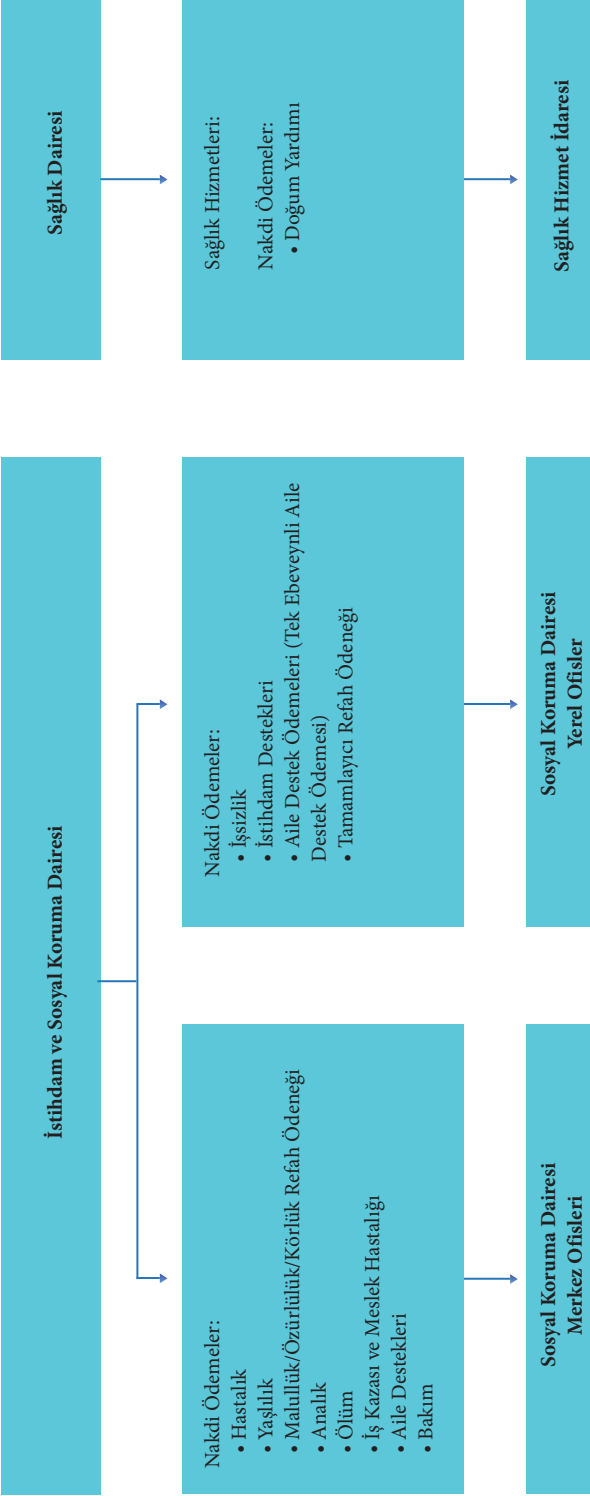 İstihdam ve Sosyal Koruma Dairesi
Sağlık Dairesi
Nakdi Ödemeler:
• Hastalık
• Yaşlılık
• Malullük/Özürlülük/Körlük Refah Ödeneği
• Analık
• Ölüm
• İş Kazası ve Meslek Hastalığı
• Aile Destekleri
• Bakım
Nakdi Ödemeler:
• İşsizlik
• İstihdam Destekleri
• Aile Destek Ödemeleri (Tek Ebeveynli Aile
Destek Ödemesi)
• Tamamlayıcı Refah Ödeneği
Sağlık Hizmetleri:
Nakdi Ödemeler:
• Doğum Yardımı
Sosyal Koruma Dairesi
Merkez Ofisleri
Sosyal Koruma Dairesi
Yerel Ofisler
Sağlık Hizmet İdaresi